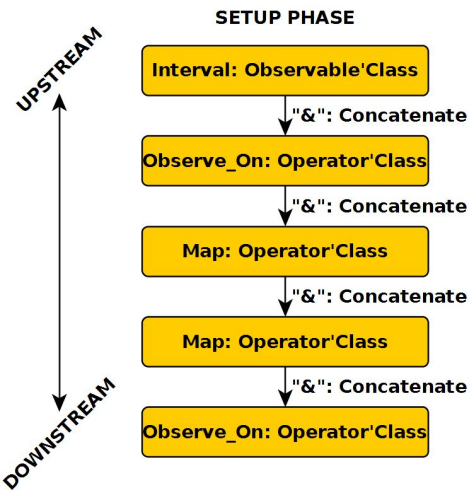 SETUP PHASE
UPSTREAM
Interval: Observable'Class
"&": Concatenate
Observe_On: Operator'Class
"&": Concatenate
Map: Operator'Class
"&": Concatenate
Map: Operator'Class
"&": Concatenate
DOWNSTREAM
Observe_On: Operator'Class